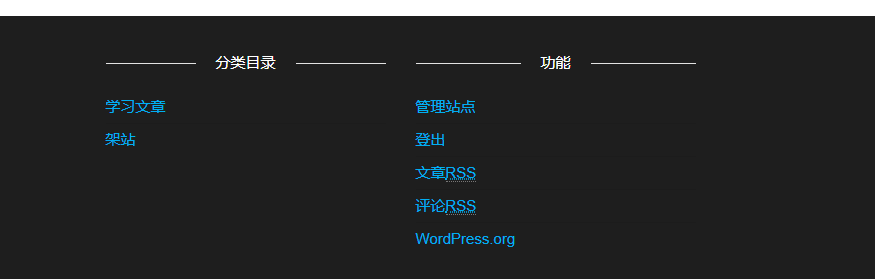 分类目录
学习文章
架站
功能
管理站点
登出
文章RSS
评论RSS
WordPress.org